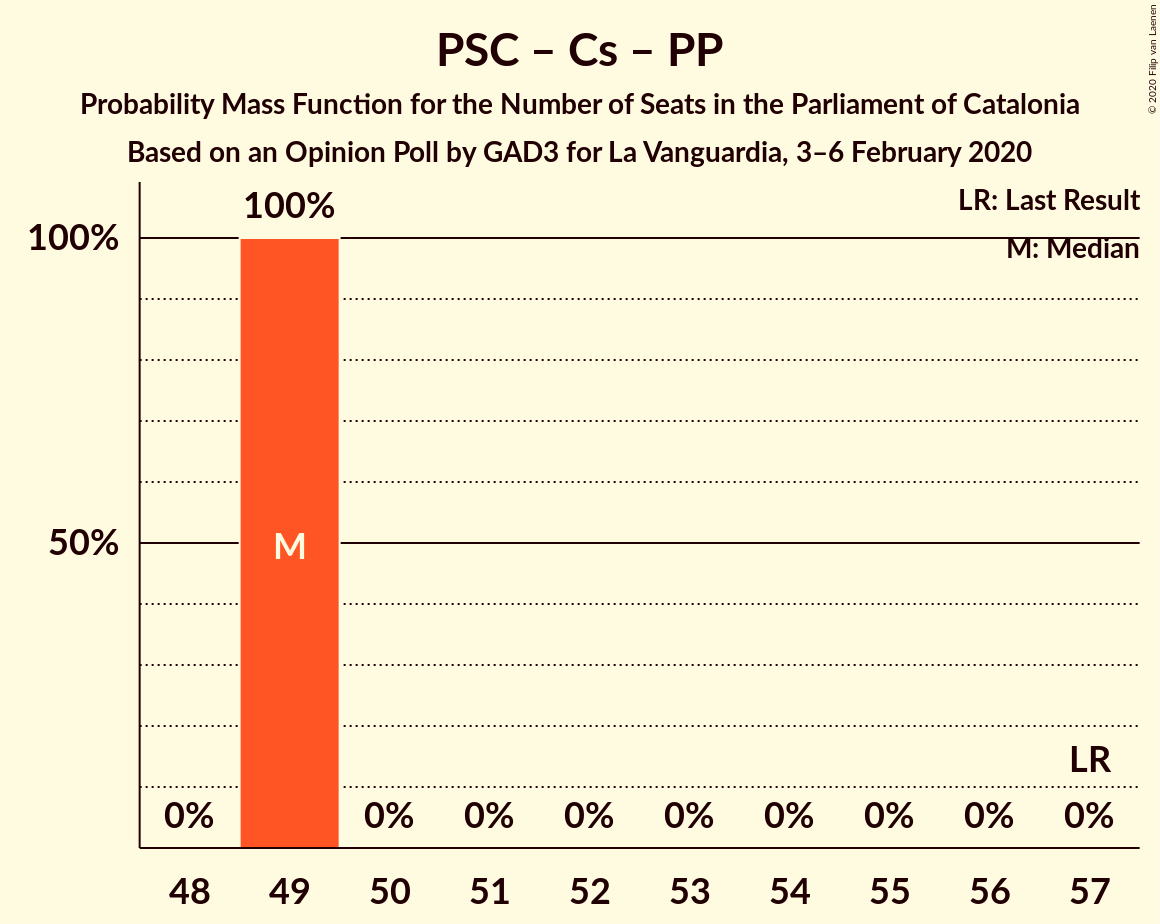 PSC – Cs – PP
Probability Mass Function for the Number of Seats in the Parliament of Catalonia
Based on an Opinion Poll by GAD3 for La Vanguardia, 3–6 February 2020
© 2020 Filip van Laenen
LR: Last Result
M: Median
100%
100%
50%
M
LR
0% 0% 0% 0% 0% 0% 0% 0% 0%
48 49 50 51 52 53 54 55 56 57